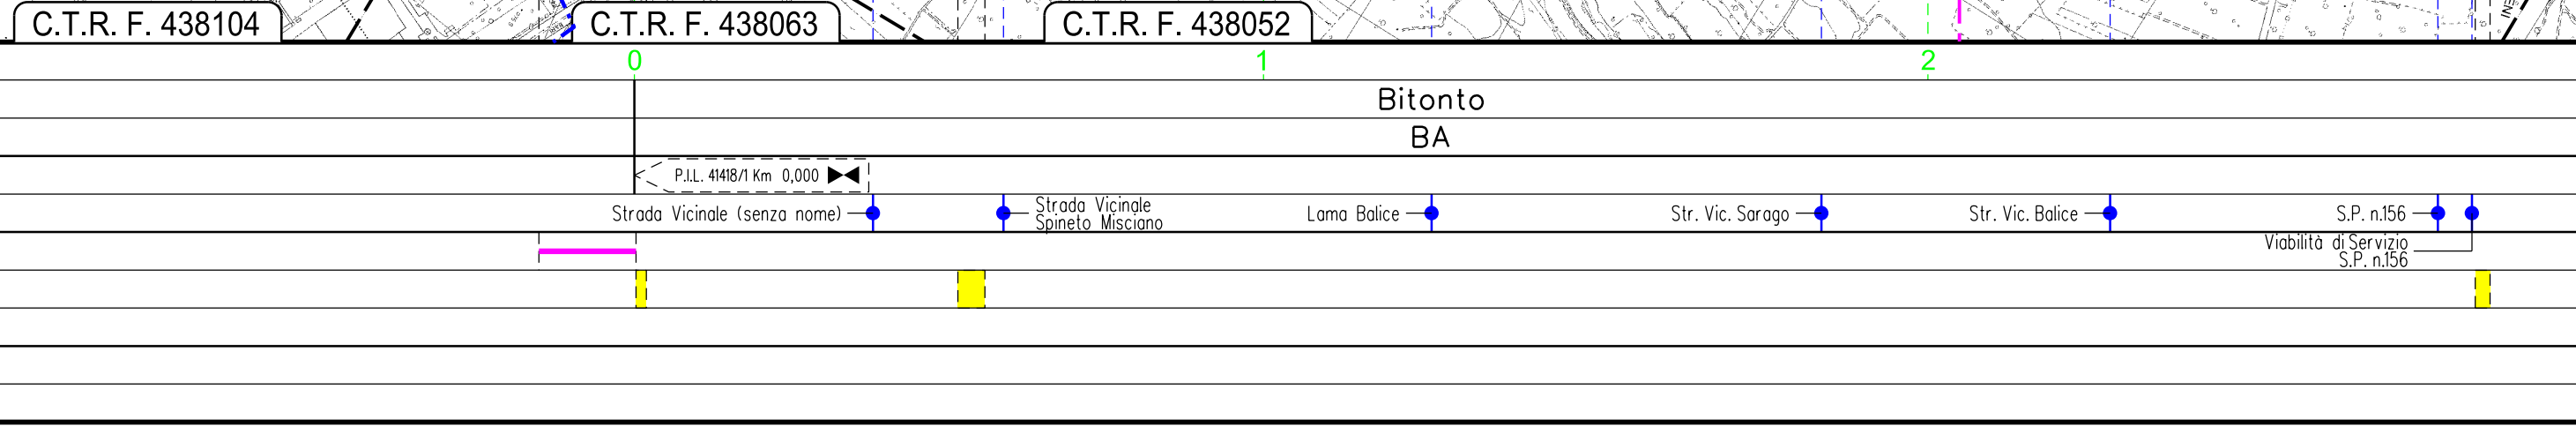 C.T.R. F. 438104
C.T.R. F. 438063
C.T.R. F. 438052
ENI
0
1
2
Bitonto
BA
P.I.L. 41418/1 Km 0,000
Strada Vicinale (senza nome)
Strada Vicinale
Spineto Misciano
Lama Balice
Str. Vic. Sarago
Str. Vic. Balice
S.P. n.156
Viabilità di Servizio
S.P. n.156